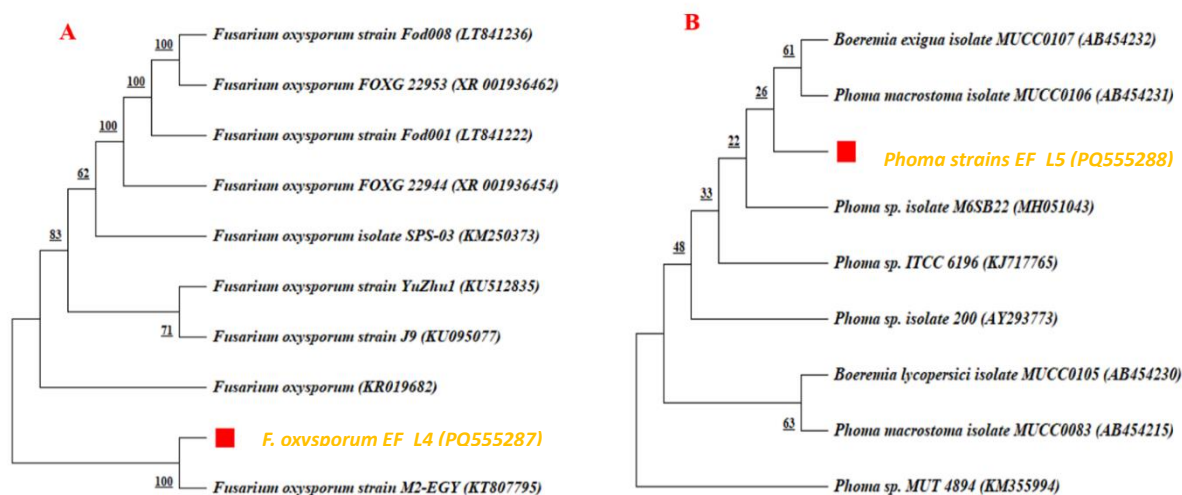 A
Fusarium oxysporum strain Fod008 (LT841236)
100
Fusarium oxysporum FOXG 22953 (XR 001936462)
100
Fusarium oxysporum strain Fod001 (LT841222)
100
Fusarium oxysporum FOXG 22944 (XR 001936454)
62
Fusarium oxysporum isolate SPS-03 (KM250373)
83
Fusarium oxysporum strain YuZhu1 (KU512835)
71
Fusarium oxysporum strain J9 (KU095077)
Fusarium oxysporum (KR019682)
F. oxysporum EF L4 (PQ555287)
100
Fusarium oxysporum strain M2-EGY (KT807795)
B
Boeremia exigua isolate MUCC0107 (AB454232)
61
Phoma macrostoma isolate MUCC0106 (AB454231)
26
Phoma strains EF L5 (PQ555288)
22
Phoma sp. isolate M6SB22 (MH051043)
33
Phoma sp. ITCC 6196 (KJ717765)
48
Phoma sp. isolate 200 (AY293773)
Boeremia lycopersici isolate MUCC0105 (AB454230)
63
Phoma macrostoma isolate MUCC0083 (AB454215)
Phoma sp. MUT 4894 (KM355994)